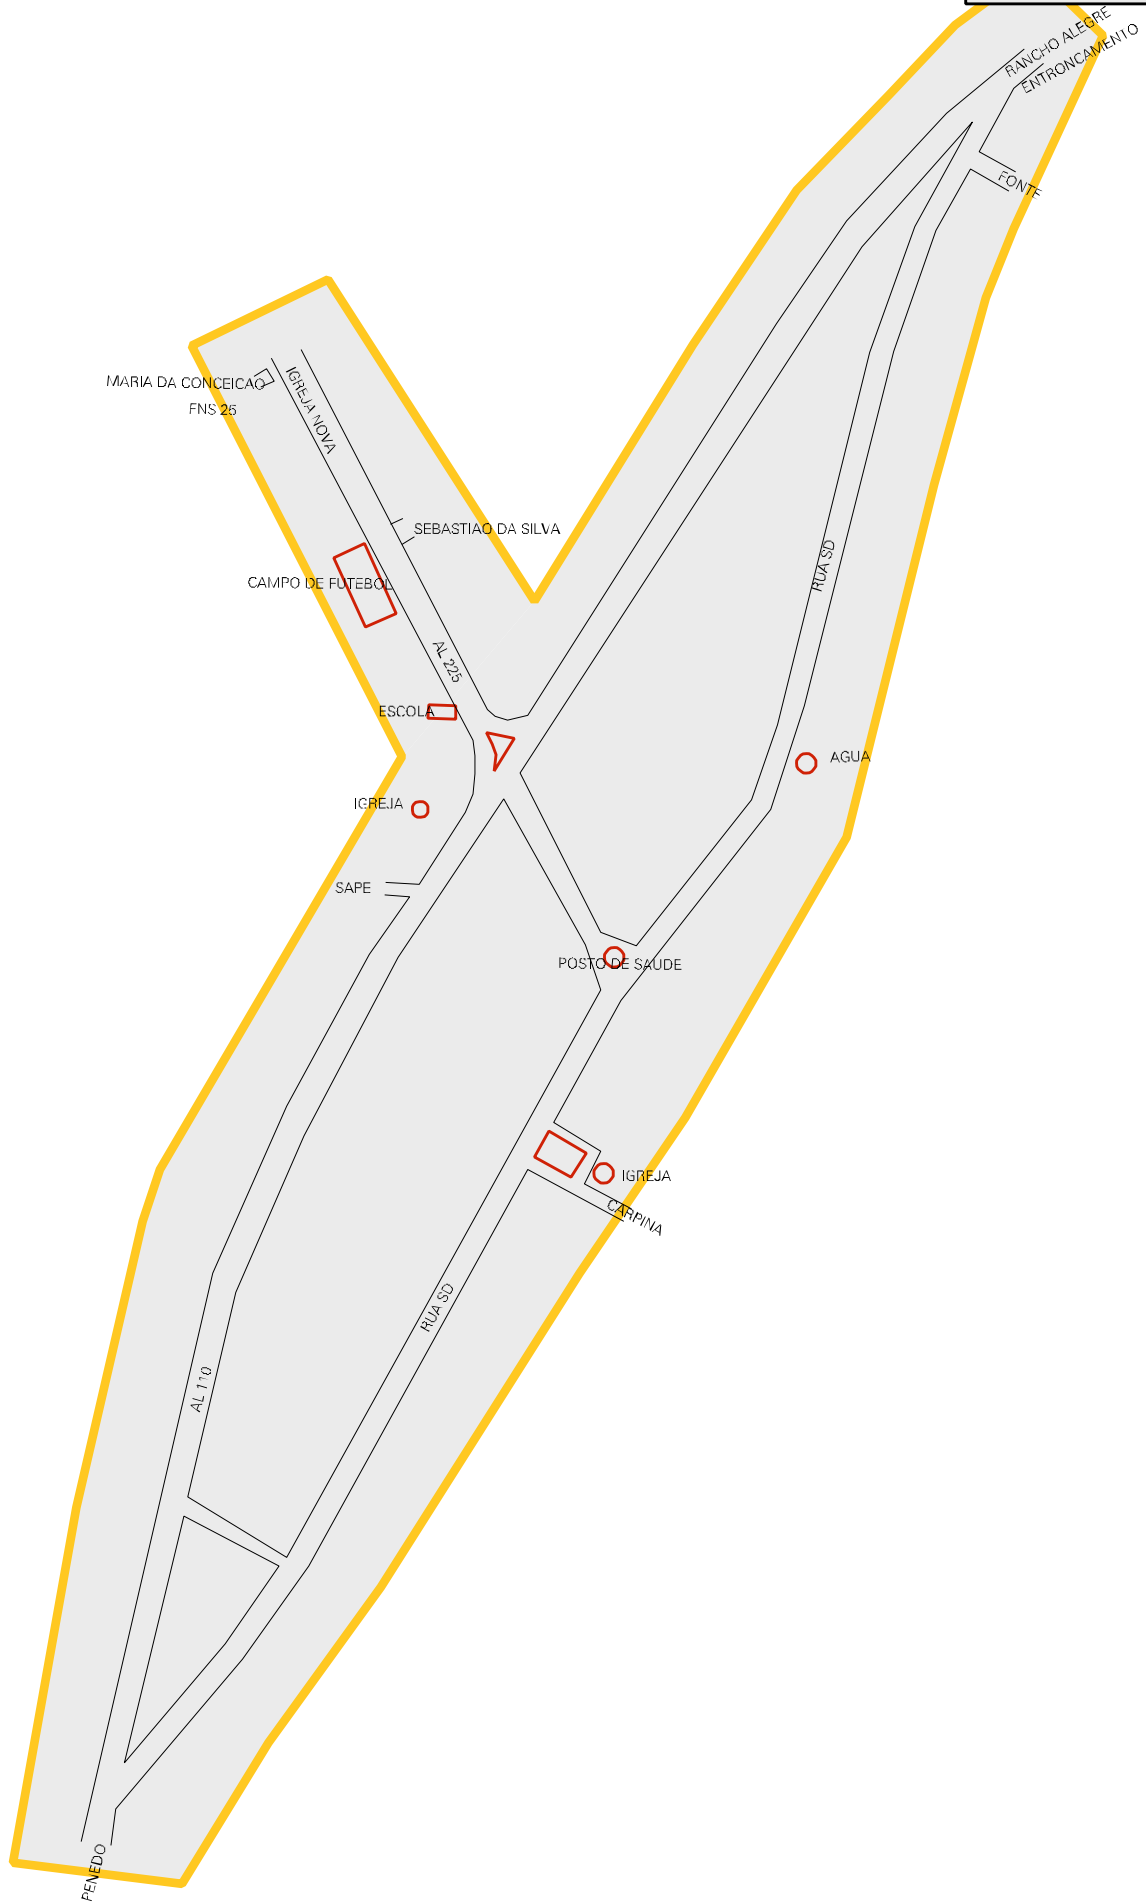 RANCHO ALEGRE
ENTRONCAMENTO
FONTE
MARIA DA CONCEICAO
FNS 26
IGREJA NOVA
SEBASTIAO DA SILVA
CAMPO DE FUTEBOL
RUA SD
AL 225
ESCOLA
AGUA
IGREJA
SAPE
POSTO DE SAUDE
IGREJA
CARPINA
RUA SD
AL 110
PENEDO